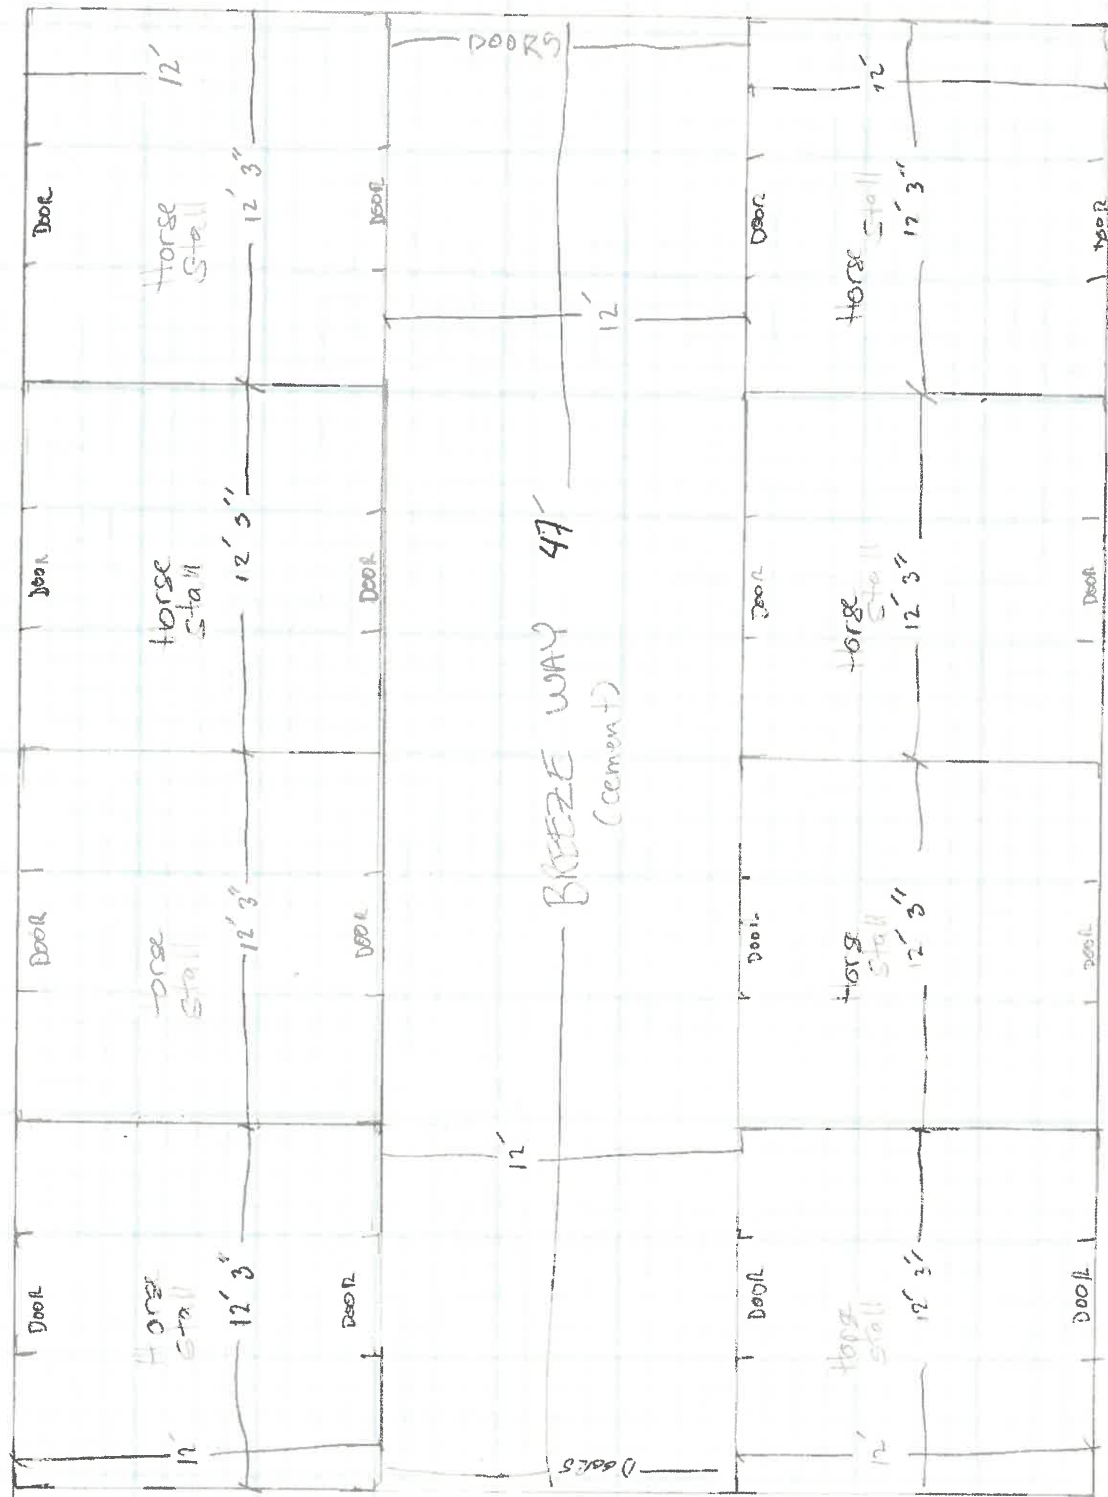 DOOR
DOOR
DOOR
DOOR
12'
Horse
Stall
12' 3"
Horse
Stall
12' 3"
Horse
Stall
12' 3"
Horse
Stall
12' 3"
12'
DOOR
DOOR
DOOR
DOOR
DOORS
12'
BREEZE WAY 47'
(cement)
12'
DOORS
DOOR
DOOR
DOOR
DOOR
12'
Horse
Stall
12' 3"
Horse
Stall
12' 3"
Horse
Stall
12' 3"
Horse
Stall
12' 3"
12'
DOOR
DOOR
DOOR
DOOR